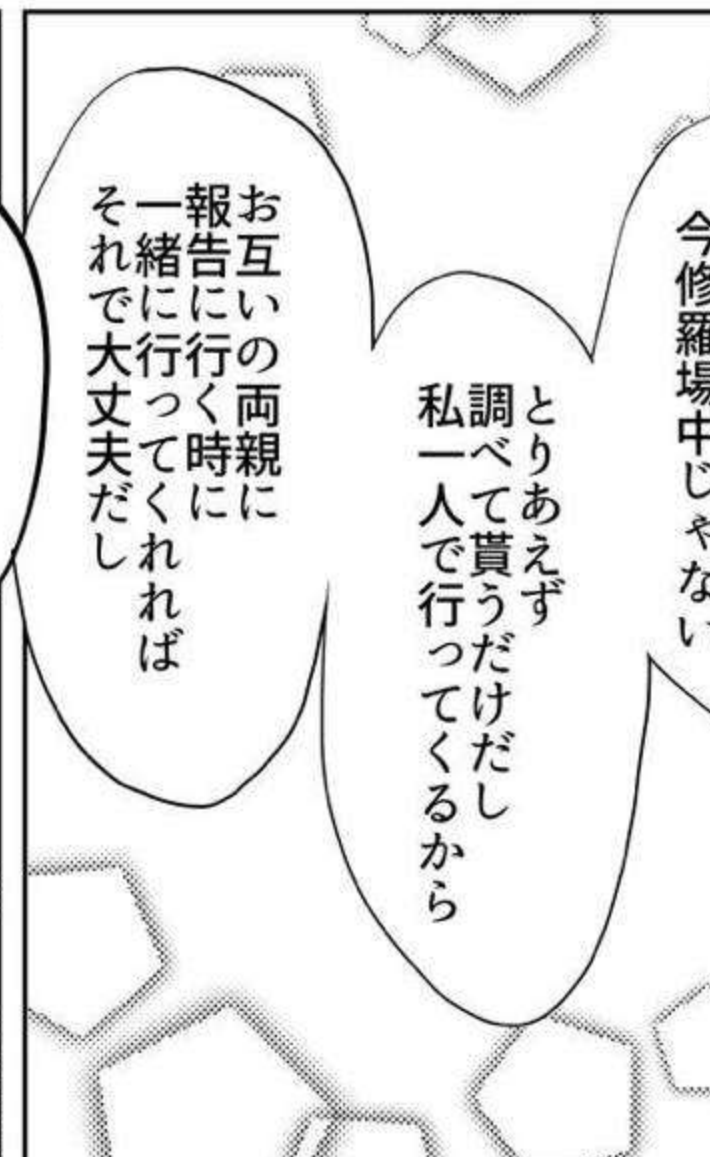 今修羅場中じゃない
とりあえず
調べて貰うだけだし
私一人で行ってくるから
お互いの両親に
報告に行く時に
一緒に行ってくれれば
それで大丈夫だし